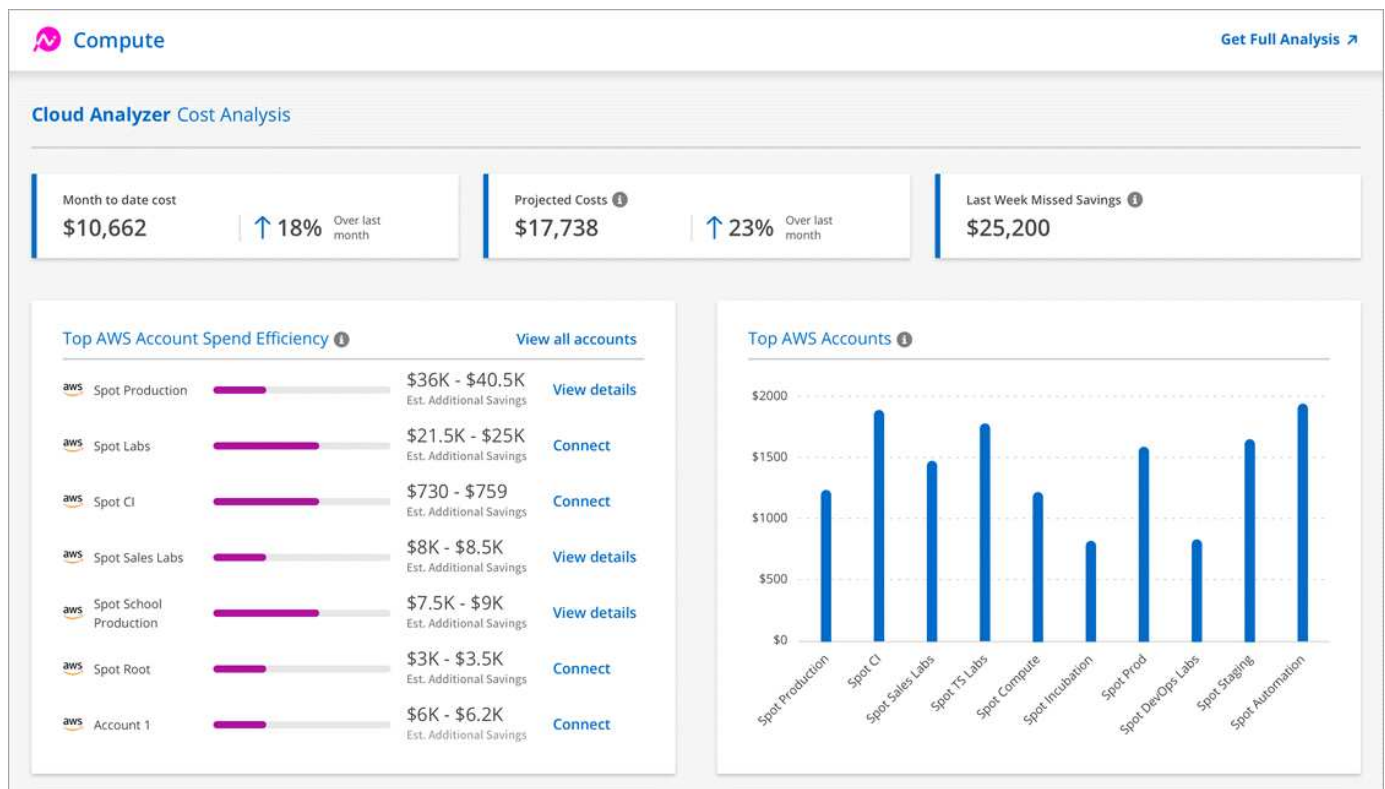 Compute
Get Full Analysis ↗
Cloud Analyzer Cost Analysis
Month to date cost
$10,662
↑ 18%
Over last
month
Projected Costs
$17,738
↑ 23%
Over last
month
Last Week Missed Savings
$25,200
Top AWS Account Spend Efficiency
View all accounts
aws Spot Production
$36K - $40.5K
Est. Additional Savings
View details
aws Spot Labs
$21.5K - $25K
Est. Additional Savings
Connect
aws Spot CI
$730 - $759
Est. Additional Savings
Connect
aws Spot Sales Labs
$8K - $8.5K
Est. Additional Savings
View details
aws Spot School
Production
$7.5K - $9K
Est. Additional Savings
View details
aws Spot Root
$3K - $3.5K
Est. Additional Savings
Connect
aws Account 1
$6K - $6.2K
Est. Additional Savings
Connect
Top AWS Accounts
$2000
$1500
$1000
$500
$0
Spot Production
Spot CI
Spot Sales Labs
Spot TS Labs
Spot Compute
Spot Incubation
Spot Prod
Spot DevOps Labs
Spot Staging
Spot Automation